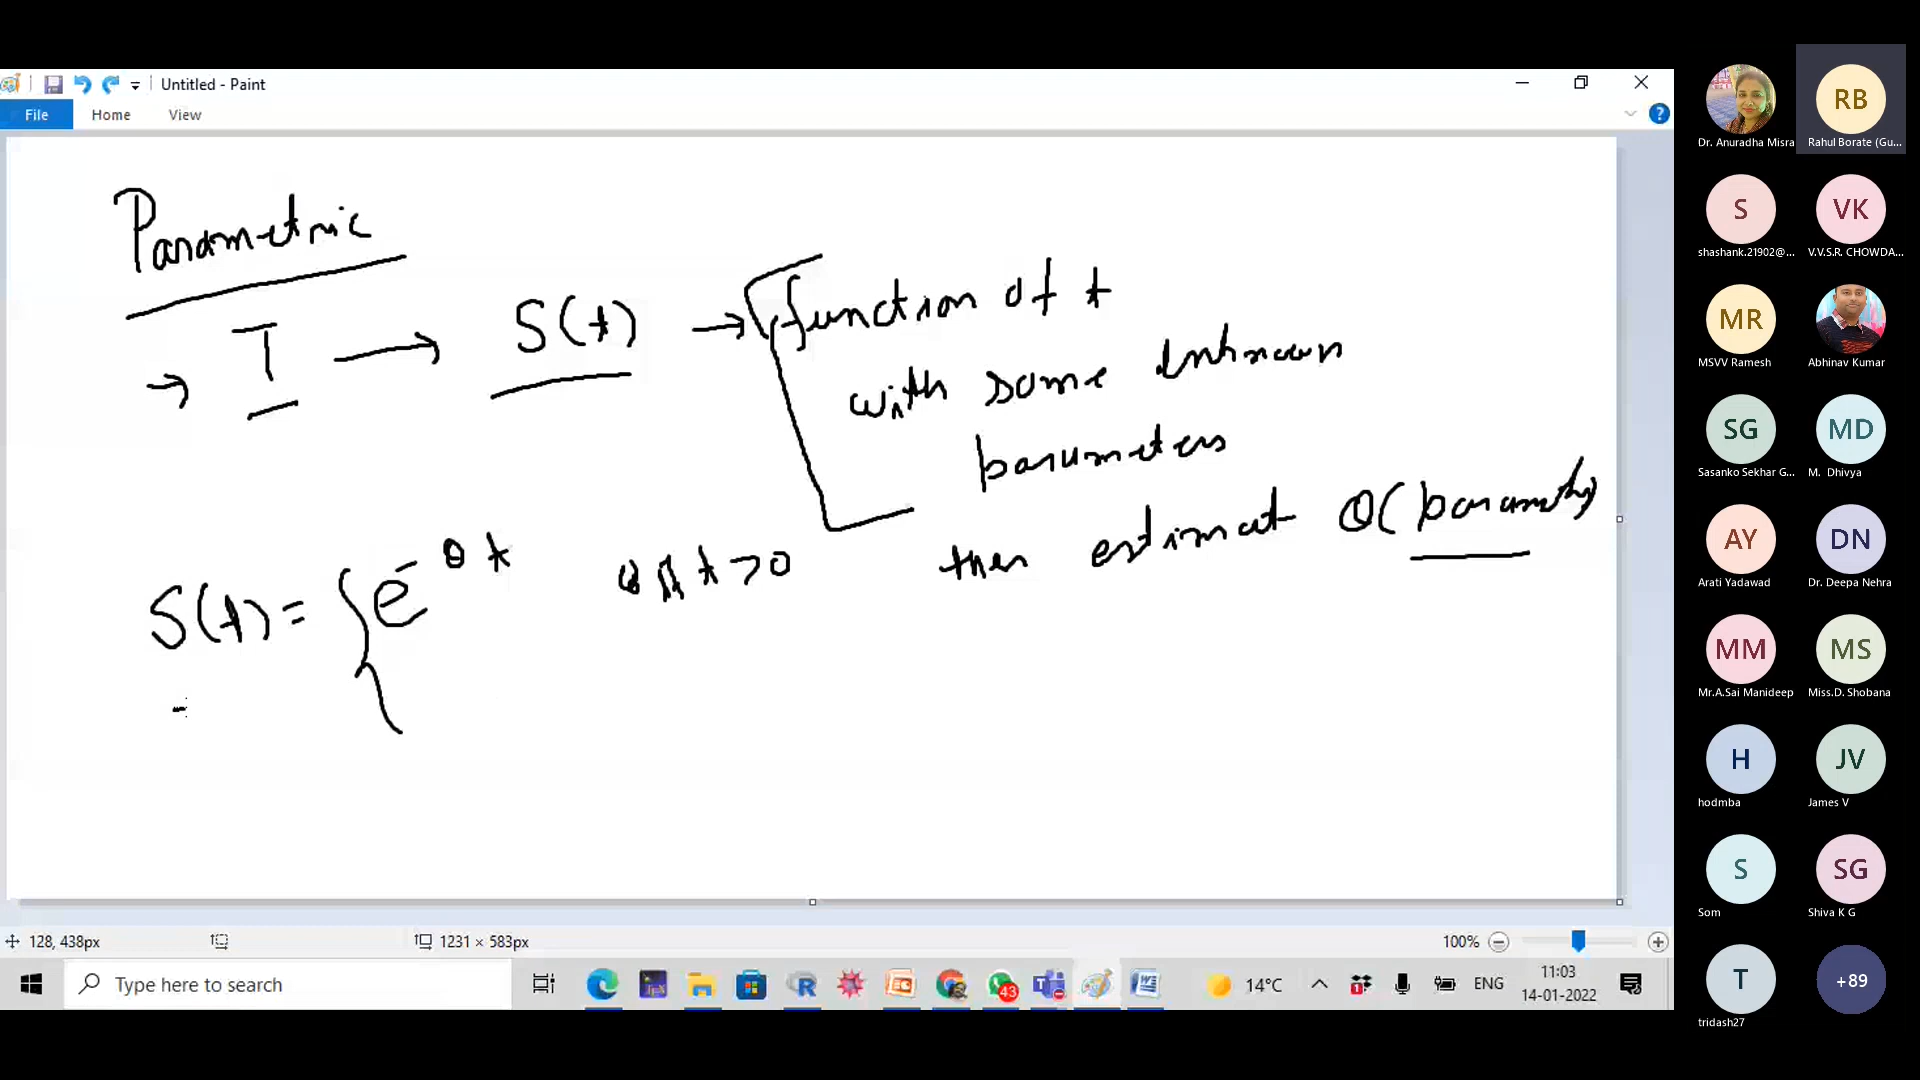 Untitled - Paint
File Home View
Parametric
→ T → S(t) → function of t
with some unknown
parameters
S(t) = { e^-θt all t>0 then estimat θ(parameter)
128, 438px 1231 × 583px 100%
Type here to search
43
14°C ENG 11:03
14-01-2022
RB
Dr. Anuradha Misra Rahul Borate (Gu...
S VK
shashank.21902@... V.V.S.R. CHOWDA...
MR
MSVV Ramesh Abhinav Kumar
SG MD
Sasanko Sekhar G... M. Dhivya
AY DN
Arati Yadawad Dr. Deepa Nehra
MM MS
Mr.A.Sai Manideep Miss.D. Shobana
H JV
hodmba James V
S SG
Som Shiva K G
T +89
tridash27